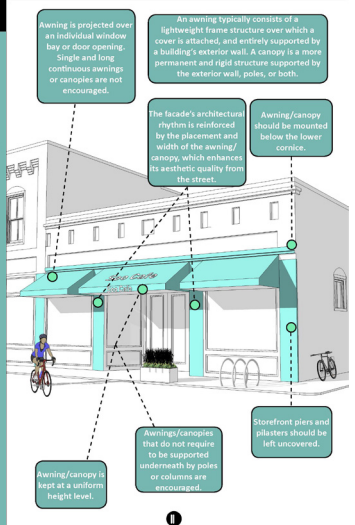 Awning is projected over
an individual window
bay or door opening.
Single and long
continuous awnings
or canopies are not
encouraged.
An awning typically consists of a
lightweight frame structure over which a
cover is attached, and entirely supported by
a building's exterior wall. A canopy is a more
permanent and rigid structure supported by
the exterior wall, poles, or both.
The facade's architectural
rhythm is reinforced
by the placement and
width of the awning/
canopy, which enhances
its aesthetic quality from
the street.
Awning/canopy
should be mounted
below the lower
cornice.
Awning/canopy is
kept at a uniform
height level.
Awnings/canopies
that do not require
to be supported
underneath by poles
or columns are
encouraged.
Storefront piers and
pilasters should be
left uncovered.